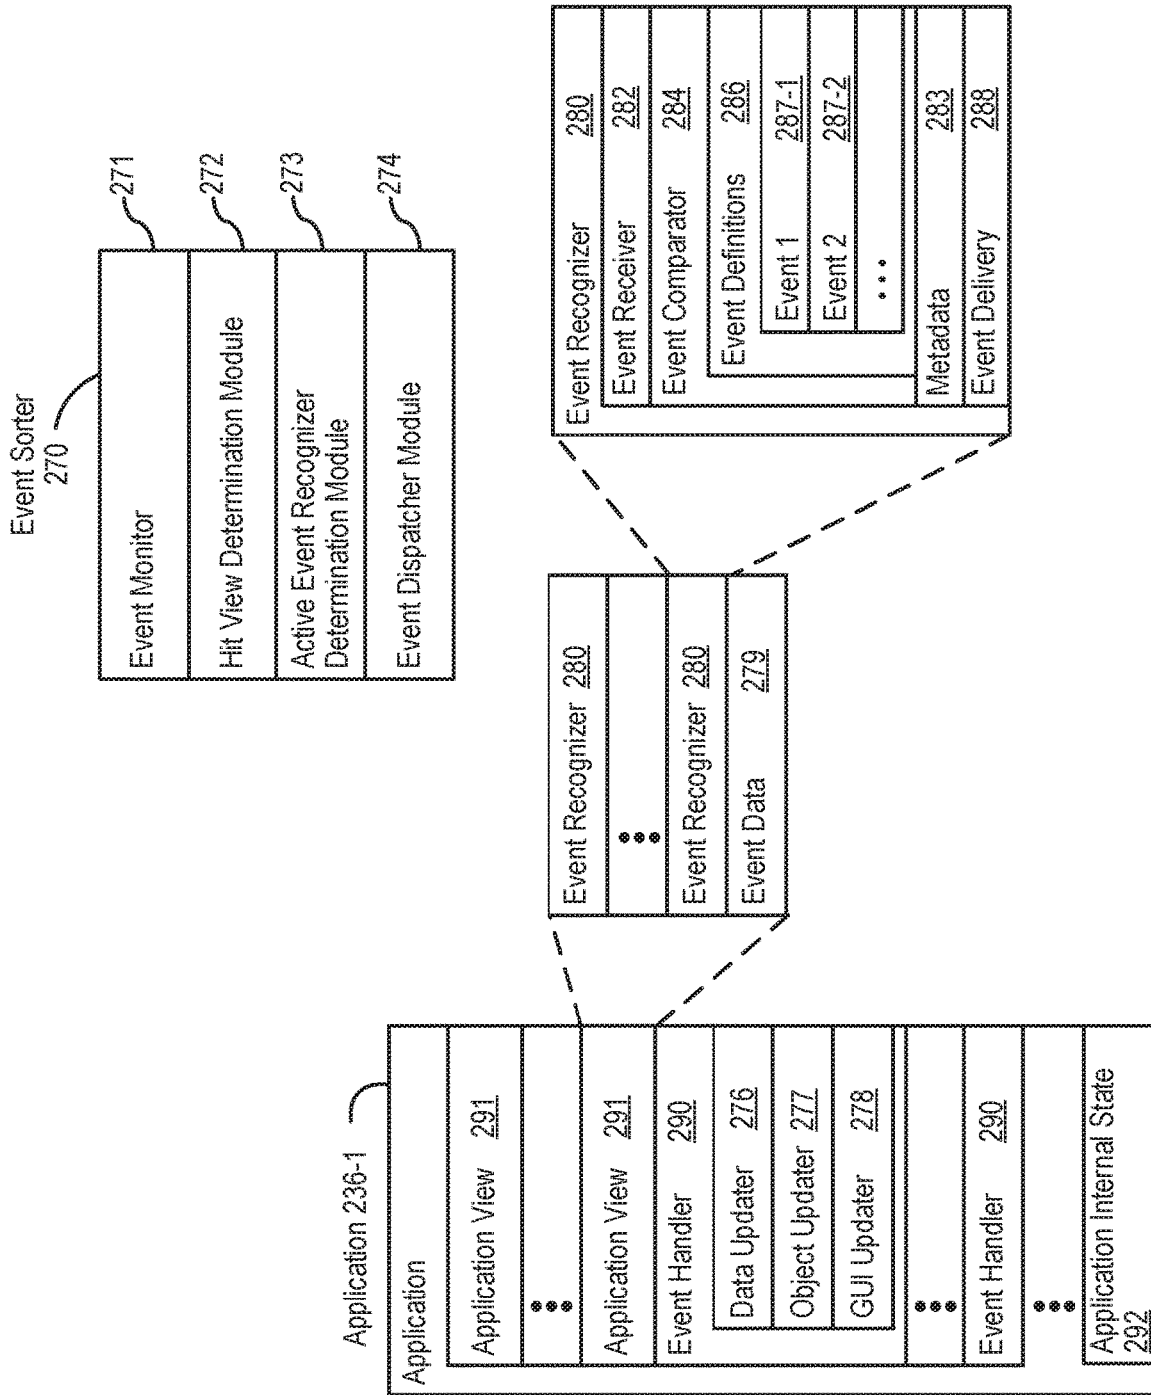 Event Sorter
270
Event Monitor
271
Hit View Determination Module
272
Active Event Recognizer
Determination Module
273
Event Dispatcher Module
274
Application 236-1
Application
Application View 291
•••
Application View 291
Event Handler 290
Data Updater 276
Object Updater 277
GUI Updater 278
•••
Event Handler 290
•••
Application Internal State
292
Event Recognizer 280
•••
Event Recognizer 280
Event Data 279
Event Recognizer 280
Event Receiver 282
Event Comparator 284
Event Definitions 286
Event 1 287-1
Event 2 287-2
•••
Metadata 283
Event Delivery 288